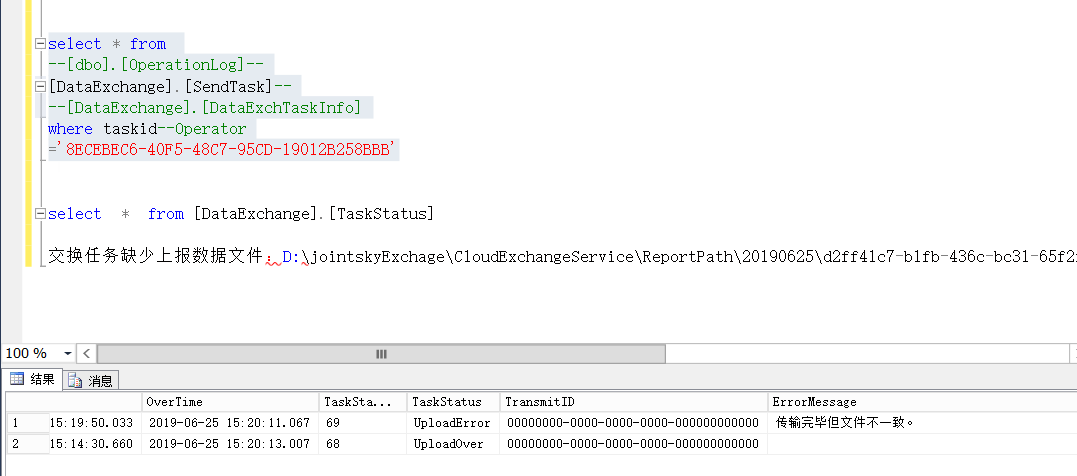 select * from
--[dbo].[OperationLog]--
[DataExchange].[SendTask]--
--[DataExchange].[DataExchTaskInfo]
where taskid--Operator
='8ECEBEC6-40F5-48C7-95CD-19012B258BBB'
select  *  from [DataExchange].[TaskStatus]
交换任务缺少上报数据文件：D:\jointskyExchage\CloudExchangeService\ReportPath\20190625\d2ff41c7-b1fb-436c-bc31-65f2
100 %
结果 消息
OverTime TaskSta... TaskStatus TransmitID ErrorMessage
1 15:19:50.033 2019-06-25 15:20:11.067 69 UploadError 00000000-0000-0000-0000-000000000000 传输完毕但文件不一致。
2 15:14:30.660 2019-06-25 15:20:13.007 68 UploadOver 00000000-0000-0000-0000-000000000000